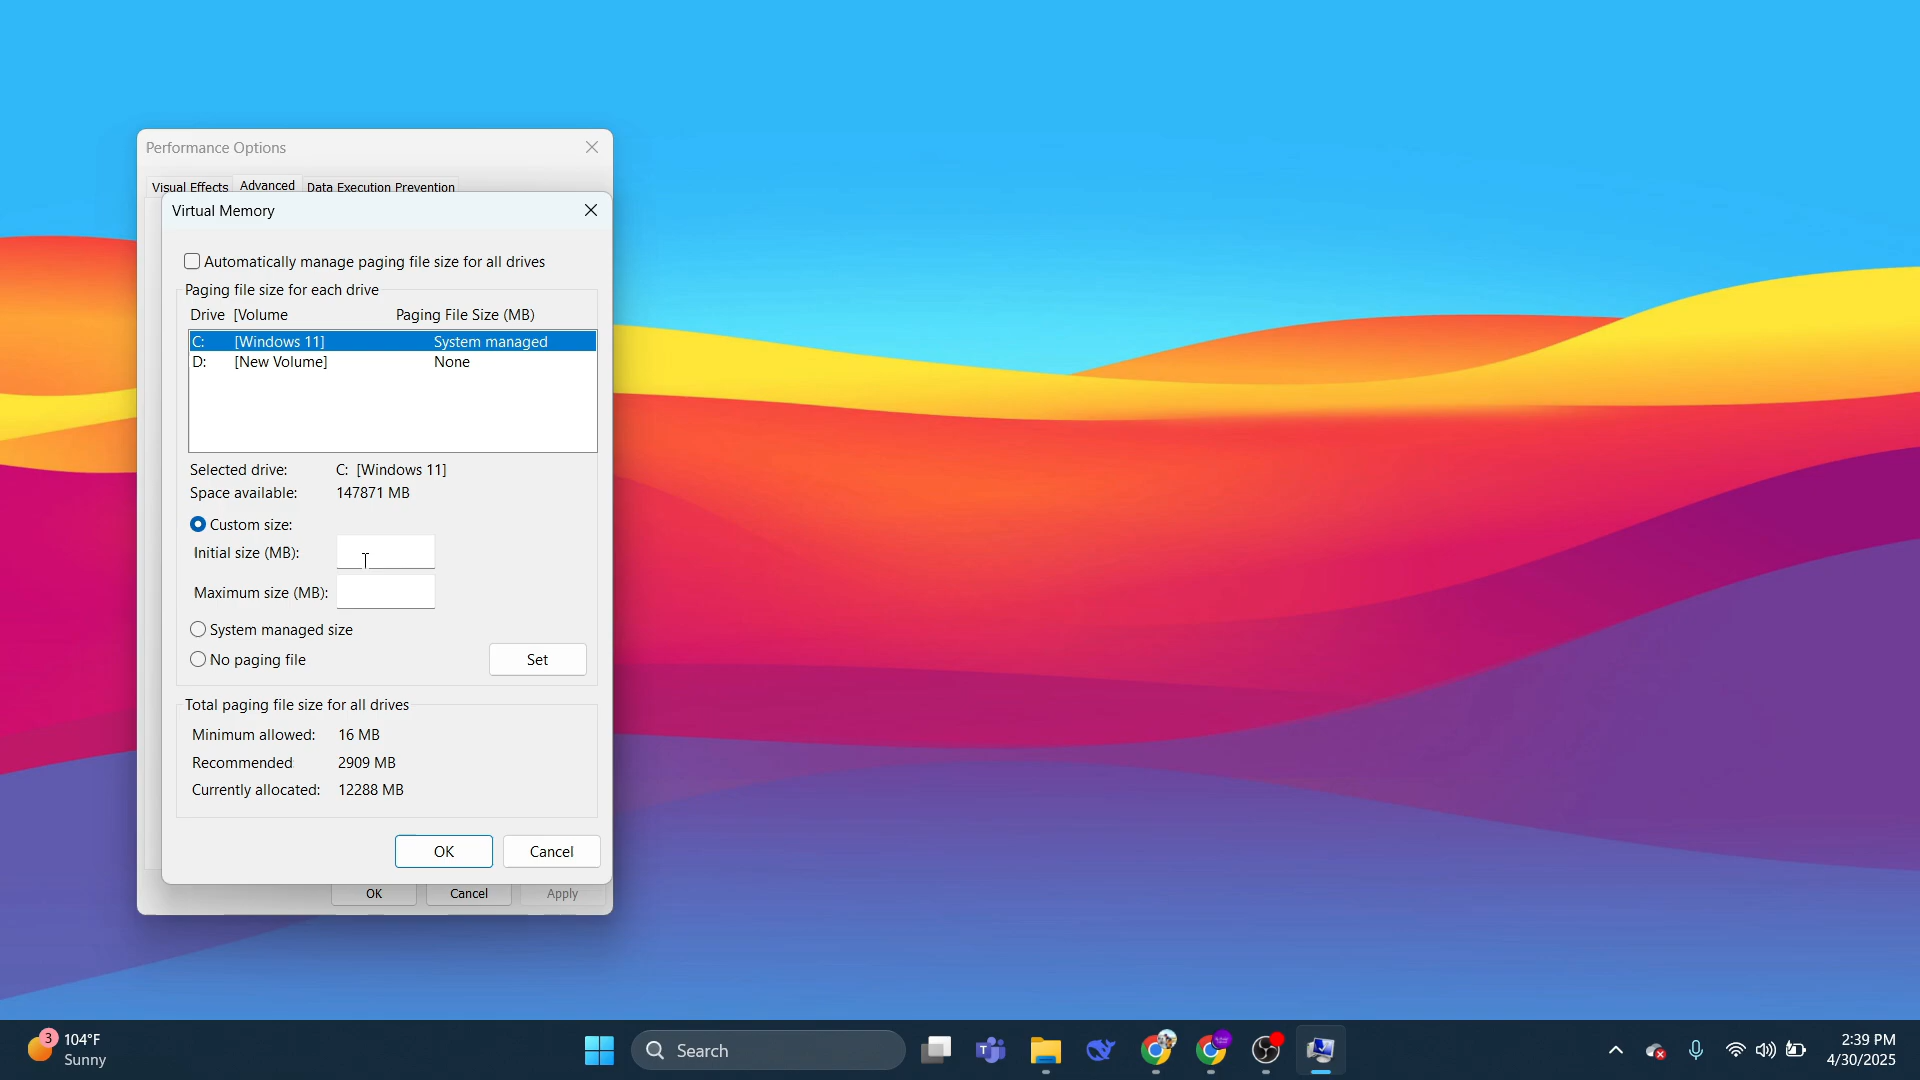 Performance Options
Visual Effects Advanced Data Execution Prevention
Virtual Memory
Automatically manage paging file size for all drives
Paging file size for each drive
Drive [Volume Paging File Size (MB)
C: [Windows 11] System managed
D: [New Volume] None
Selected drive: C: [Windows 11]
Space available: 147871 MB
Custom size:
Initial size (MB):
Maximum size (MB):
System managed size
No paging file Set
Total paging file size for all drives
Minimum allowed: 16 MB
Recommended 2909 MB
Currently allocated: 12288 MB
OK Cancel
OK Cancel Apply
3 104°F
Sunny
Search
2:39 PM
4/30/2025